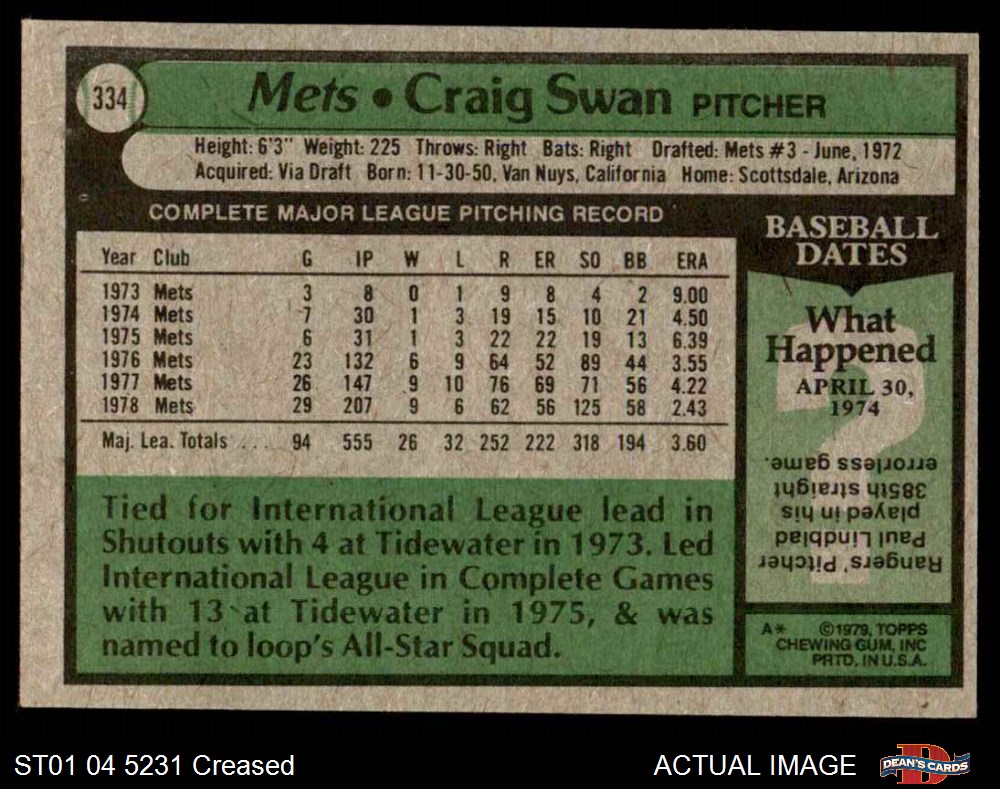 334
Mets • Craig Swan PITCHER
Height: 6'3" Weight: 225 Throws: Right Bats: Right Drafted: Mets #3 - June, 1972
Acquired: Via Draft Born: 11-30-50, Van Nuys, California Home: Scottsdale, Arizona
COMPLETE MAJOR LEAGUE PITCHING RECORD
Year Club G IP W L R ER SO BB ERA
1973 Mets 3 8 0 1 9 8 4 2 9.00
1974 Mets 7 30 1 3 19 15 10 21 4.50
1975 Mets 6 31 1 3 22 22 19 13 6.39
1976 Mets 23 132 6 9 64 52 89 44 3.55
1977 Mets 26 147 9 10 76 69 71 56 4.22
1978 Mets 29 207 9 6 62 56 125 58 2.43
Maj. Lea. Totals ... 94 555 26 32 252 222 318 194 3.60
Tied for International League lead in
Shutouts with 4 at Tidewater in 1973. Led
International League in Complete Games
with 13 at Tidewater in 1975, & was
named to loop's All-Star Squad.
BASEBALL
DATES
What
Happened
APRIL 30,
1974
?
Rangers' Pitcher
Paul Lindblad
played in his
385th straight
errorless game.
A* ©1979, TOPPS
CHEWING GUM, INC
PRTD. IN U.S.A.
ST01 04 5231 Creased
ACTUAL IMAGE
D
DEAN'S CARDS